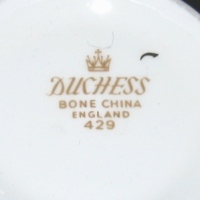 DUCHESS
BONE CHINA
ENGLAND
429